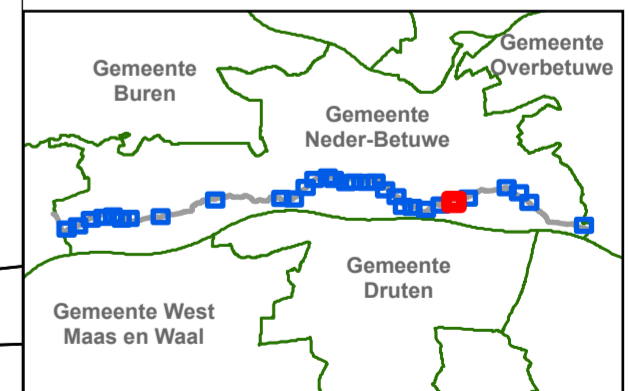 Gemeente
Overbetuwe
Gemeente
Buren
Gemeente
Neder-Betuwe
Gemeente
Druten
Gemeente West
Maas en Waal